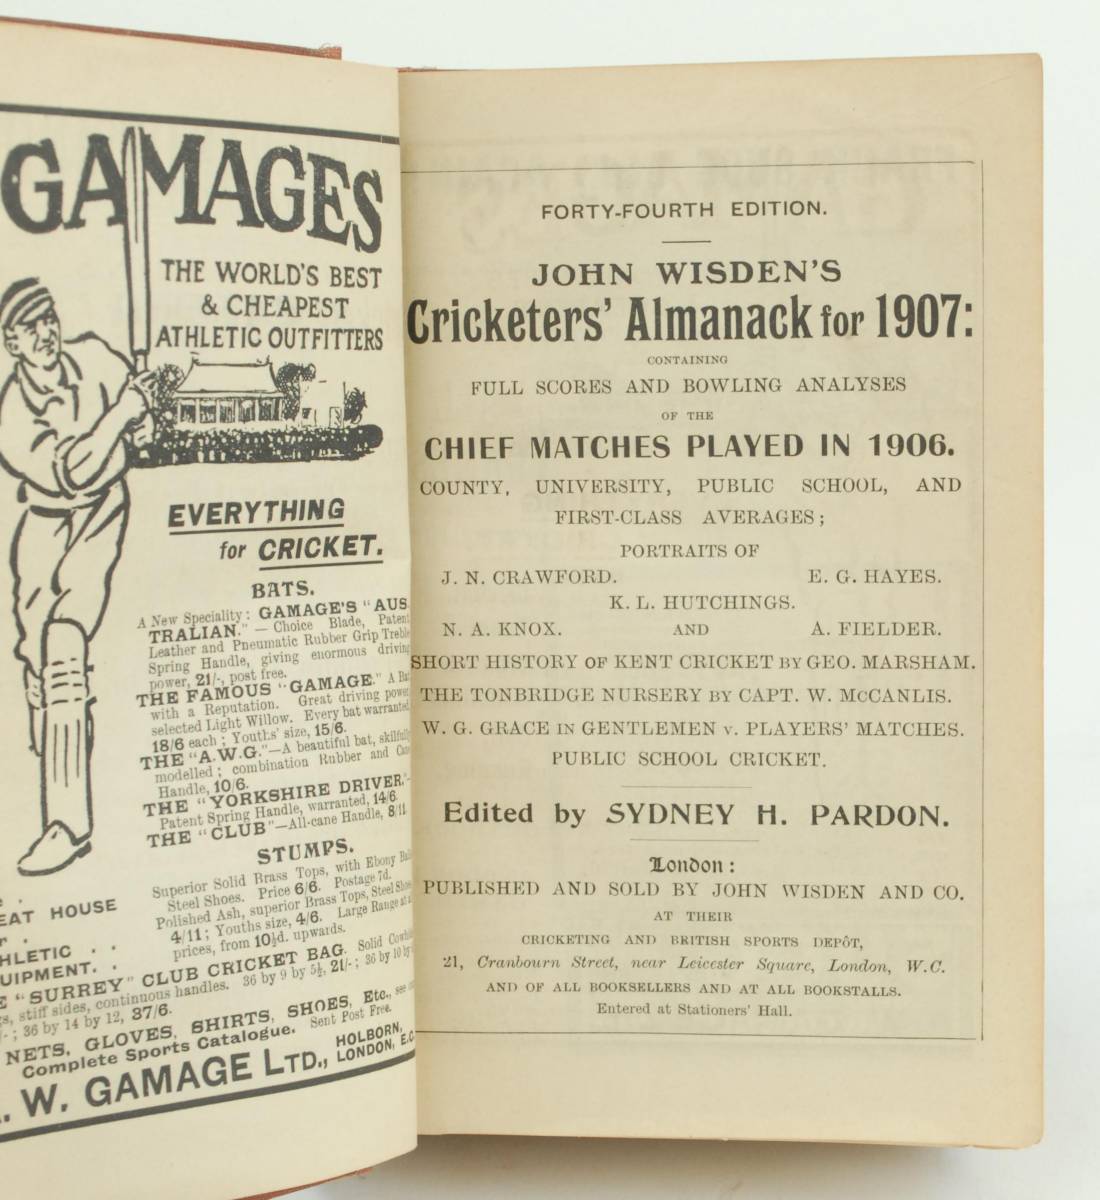 GAMAGES
THE WORLD'S BEST
& CHEAPEST
ATHLETIC OUTFITTERS
EVERYTHING
for CRICKET.
BATS.
A New Speciality: GAMAGE'S "AUS
TRALIAN." — Choice Blade, Patent
Leather and Pneumatic Rubber Grip Treble
Spring Handle, giving enormous driving
power, 21/-, post free.
THE FAMOUS "GAMAGE." A Bat
with a Reputation. Great driving power
selected Light Willow. Every bat warranted
18/6 each; Youths' size, 15/6.
THE "A.W.G."—A beautiful bat, skilfully
modelled; combination Rubber and Cane
Handle, 10/6.
THE "YORKSHIRE DRIVER."—
Patent Spring Handle, warranted, 14/6.
THE "CLUB"—All-cane Handle, 8/11
STUMPS.
Superior Solid Brass Tops, with Ebony
Steel Shoes. Price 6/6. Postage 7d.
Polished Ash, superior Brass Tops, Steel Shoes
4/11; Youths size, 4/6. Large Range at
prices, from 10½d. upwards.
EAT HOUSE
HLETIC . .
UIPMENT. .
"SURREY" CLUB CRICKET BAG. Solid
stiff sides, continuous handles. 36 by 9 by 5½, 21/-; 36 by 10 by
36 by 14 by 12, 37/6.
NETS, GLOVES, SHIRTS, SHOES, Etc., see
Complete Sports Catalogue. Sent Post Free.
W. GAMAGE LTD., HOLBORN,
LONDON, E.C.
FORTY-FOURTH EDITION.
JOHN WISDEN'S
Cricketers' Almanack for 1907:
CONTAINING
FULL SCORES AND BOWLING ANALYSES
OF THE
CHIEF MATCHES PLAYED IN 1906.
COUNTY, UNIVERSITY, PUBLIC SCHOOL, AND
FIRST-CLASS AVERAGES;
PORTRAITS OF
J. N. CRAWFORD. E. G. HAYES.
K. L. HUTCHINGS.
N. A. KNOX. AND A. FIELDER.
SHORT HISTORY OF KENT CRICKET BY GEO. MARSHAM.
THE TONBRIDGE NURSERY BY CAPT. W. McCANLIS.
W. G. GRACE IN GENTLEMEN v. PLAYERS' MATCHES.
PUBLIC SCHOOL CRICKET.
Edited by SYDNEY H. PARDON.
London:
PUBLISHED AND SOLD BY JOHN WISDEN AND CO.
AT THEIR
CRICKETING AND BRITISH SPORTS DEPÔT,
21, Cranbourn Street, near Leicester Square, London, W.C.
AND OF ALL BOOKSELLERS AND AT ALL BOOKSTALLS.
Entered at Stationers' Hall.